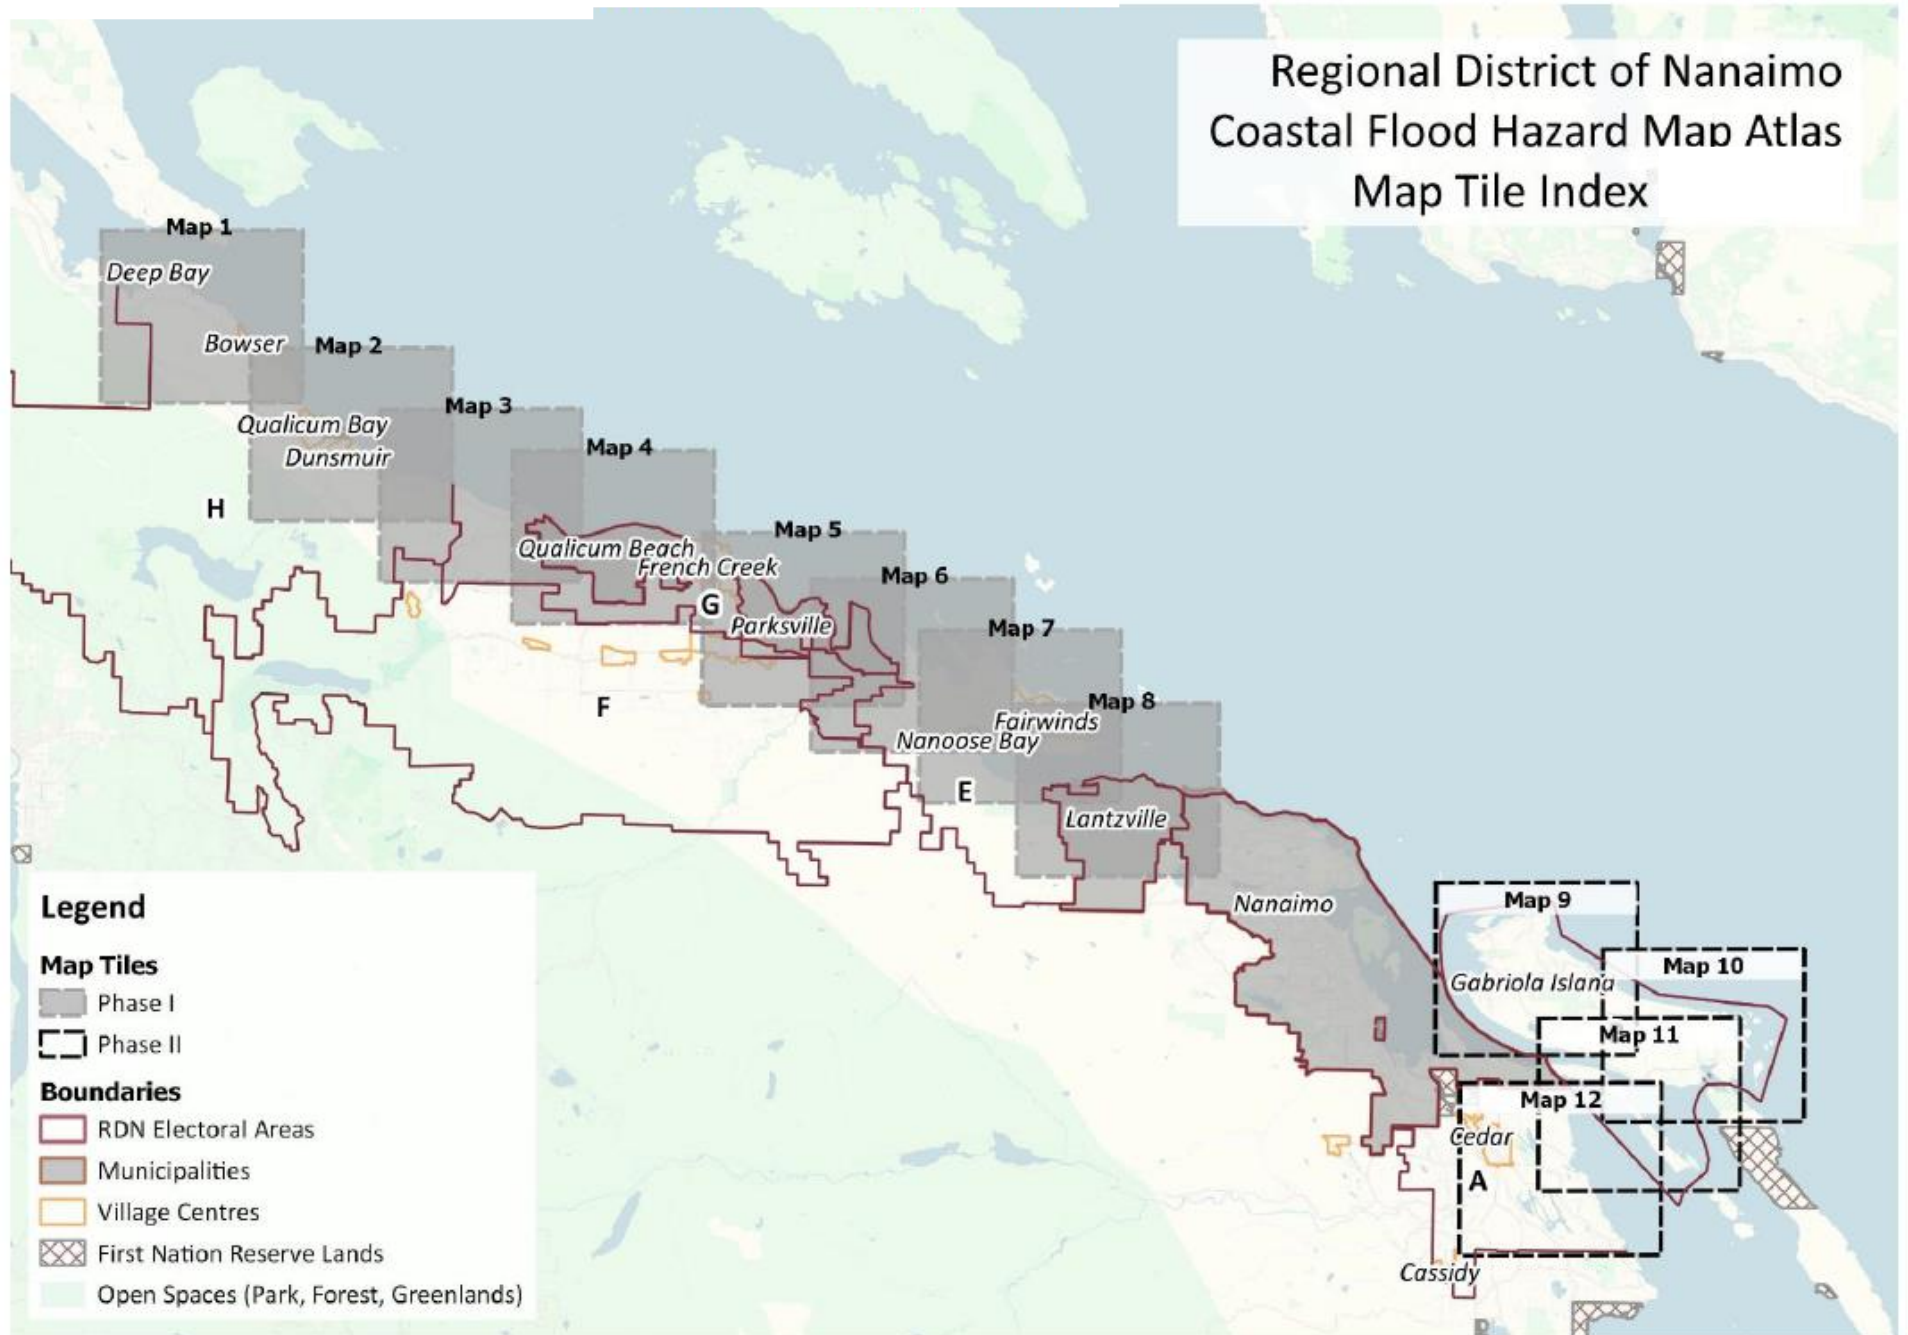 Regional District of Nanaimo
Coastal Flood Hazard Map Atlas
Map Tile Index
Map 1
Deep Bay
Bowser
Map 2
Map 3
Qualicum Bay
Dunsmuir
Map 4
H
Map 5
Qualicum Beach
French Creek
Map 6
G
Parksville
Map 7
F
Map 8
Fairwinds
Nanoose Bay
E
Lantzville
Nanaimo
Map 9
Map 10
Gabriola Island
Map 11
Map 12
Cedar
A
Cassidy
Legend
Map Tiles
Phase I
Phase II
Boundaries
RDN Electoral Areas
Municipalities
Village Centres
First Nation Reserve Lands
Open Spaces (Park, Forest, Greenlands)